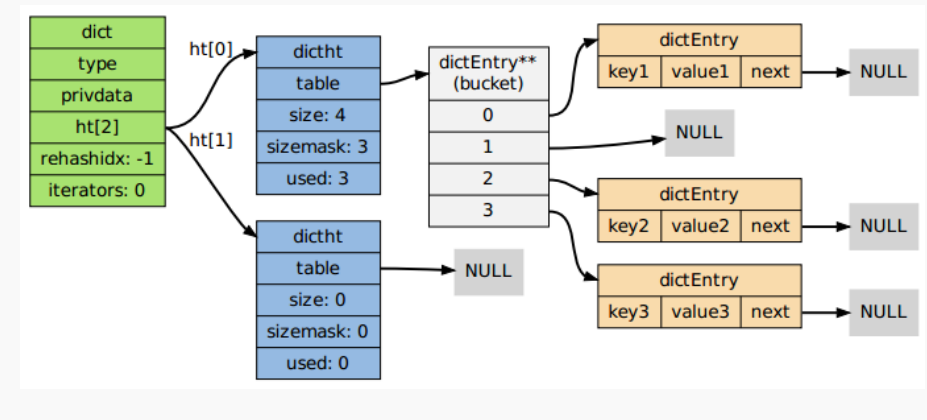 dict
type
privdata
ht[2]
rehashidx: -1
iterators: 0
ht[0]
ht[1]
dictht
table
size: 4
sizemask: 3
used: 3
dictht
table
size: 0
sizemask: 0
used: 0
NULL
dictEntry**
(bucket)
0
1
2
3
dictEntry
key1 value1 next
NULL
NULL
dictEntry
key2 value2 next
NULL
dictEntry
key3 value3 next
NULL